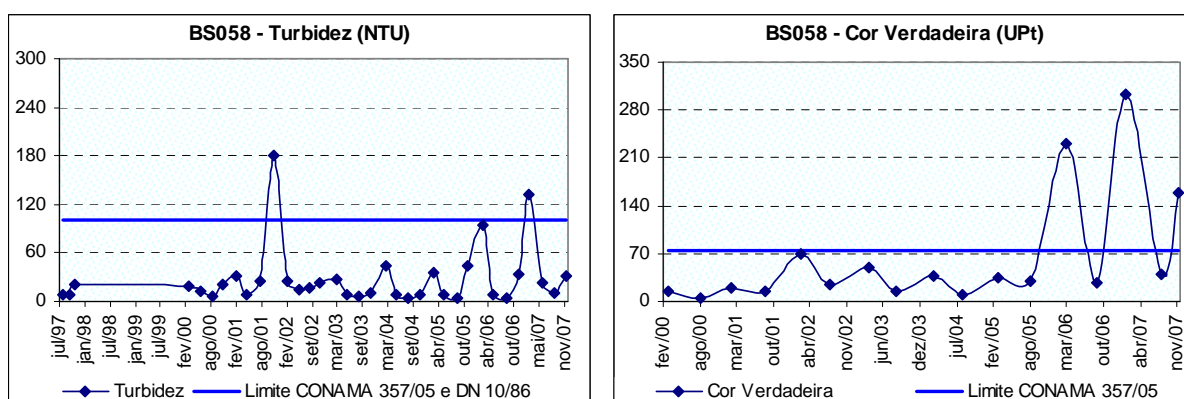 BS058 - Turbidez (NTU)
300
240
180
120
60
0
jul/97
jan/98
jul/98
jan/99
jul/99
fev/00
ago/00
fev/01
ago/01
fev/02
set/02
mar/03
set/03
mar/04
set/04
abr/05
out/05
abr/06
out/06
mai/07
nov/07
Turbidez
Limite CONAMA 357/05 e DN 10/86
BS058 - Cor Verdadeira (UPt)
350
280
210
140
70
0
fev/00
ago/00
mar/01
out/01
abr/02
nov/02
jun/03
dez/03
jul/04
fev/05
ago/05
mar/06
out/06
abr/07
nov/07
Cor Verdadeira
Limite CONAMA 357/05